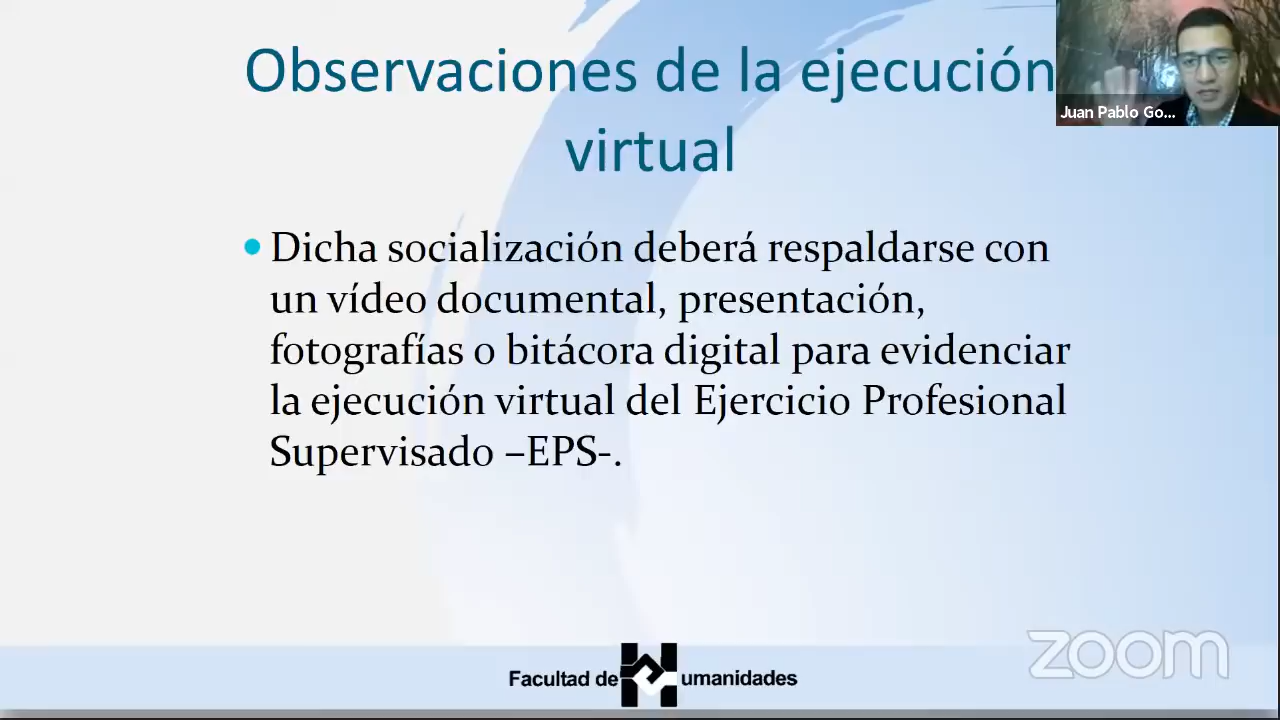 Observaciones de la ejecución
virtual
Juan Pablo Go...
Dicha socialización deberá respaldarse con
un vídeo documental, presentación,
fotografías o bitácora digital para evidenciar
la ejecución virtual del Ejercicio Profesional
Supervisado –EPS-.
Facultad de Humanidades
zoom